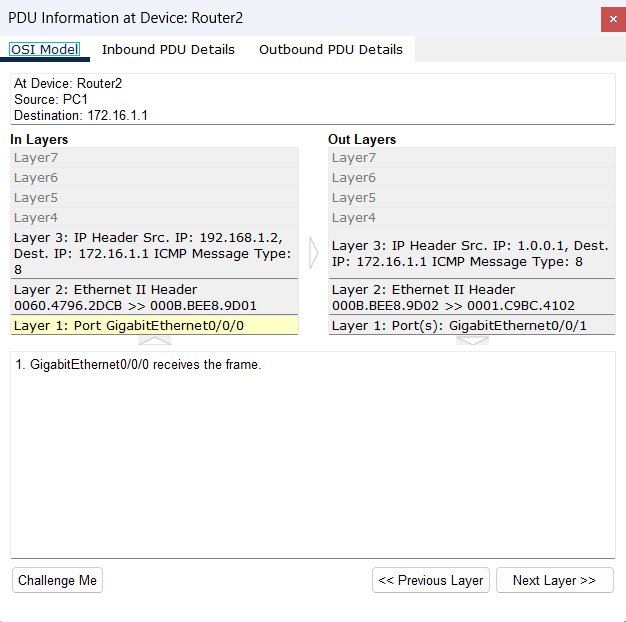 PDU Information at Device: Router2
OSI Model Inbound PDU Details Outbound PDU Details
At Device: Router2
Source: PC1
Destination: 172.16.1.1
In Layers
Layer7
Layer6
Layer5
Layer4
Layer 3: IP Header Src. IP: 192.168.1.2,
Dest. IP: 172.16.1.1 ICMP Message Type:
8
Layer 2: Ethernet II Header
0060.4796.2DCB >> 000B.BEE8.9D01
Layer 1: Port GigabitEthernet0/0/0
Out Layers
Layer7
Layer6
Layer5
Layer4
Layer 3: IP Header Src. IP: 1.0.0.1, Dest.
IP: 172.16.1.1 ICMP Message Type: 8
Layer 2: Ethernet II Header
000B.BEE8.9D02 >> 0001.C9BC.4102
Layer 1: Port(s): GigabitEthernet0/0/1
1. GigabitEthernet0/0/0 receives the frame.
Challenge Me << Previous Layer Next Layer >>